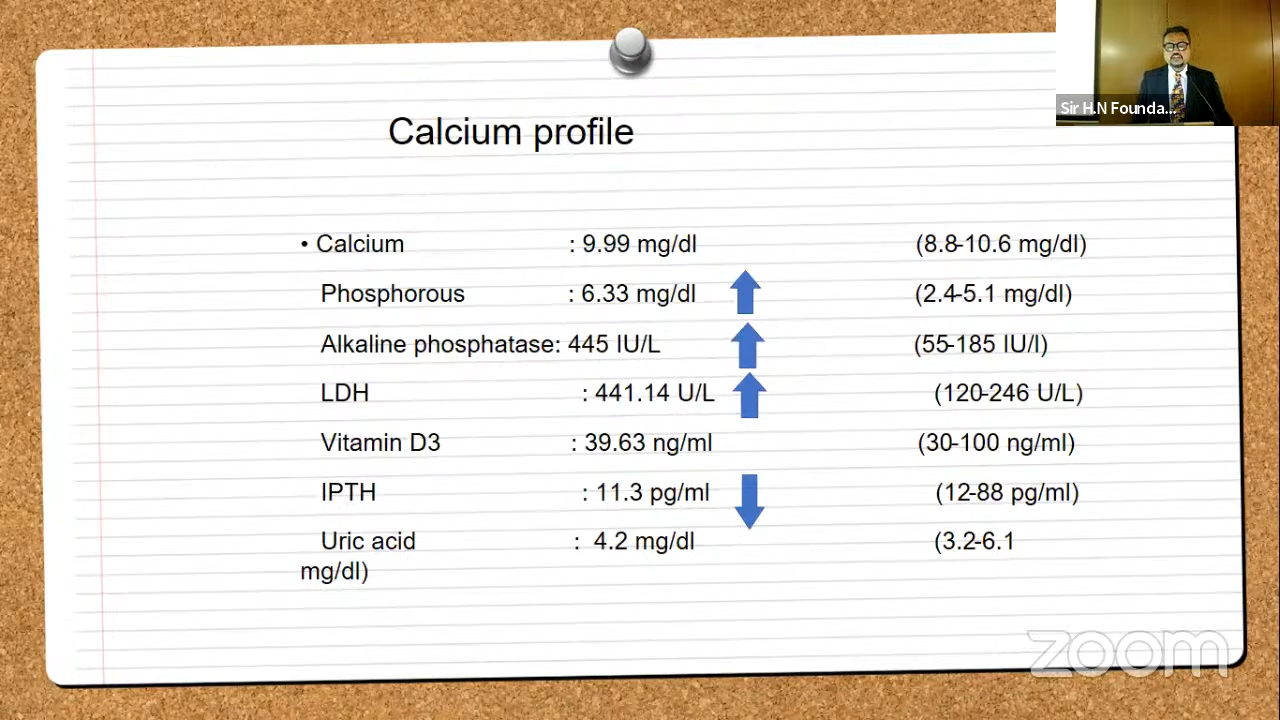 Sir H.N Founda...
Calcium profile
• Calcium : 9.99 mg/dl (8.8-10.6 mg/dl)
Phosphorous : 6.33 mg/dl (2.4-5.1 mg/dl)
Alkaline phosphatase: 445 IU/L (55-185 IU/l)
LDH : 441.14 U/L (120-246 U/L)
Vitamin D3 : 39.63 ng/ml (30-100 ng/ml)
IPTH : 11.3 pg/ml (12-88 pg/ml)
Uric acid : 4.2 mg/dl (3.2-6.1
mg/dl)
zoom